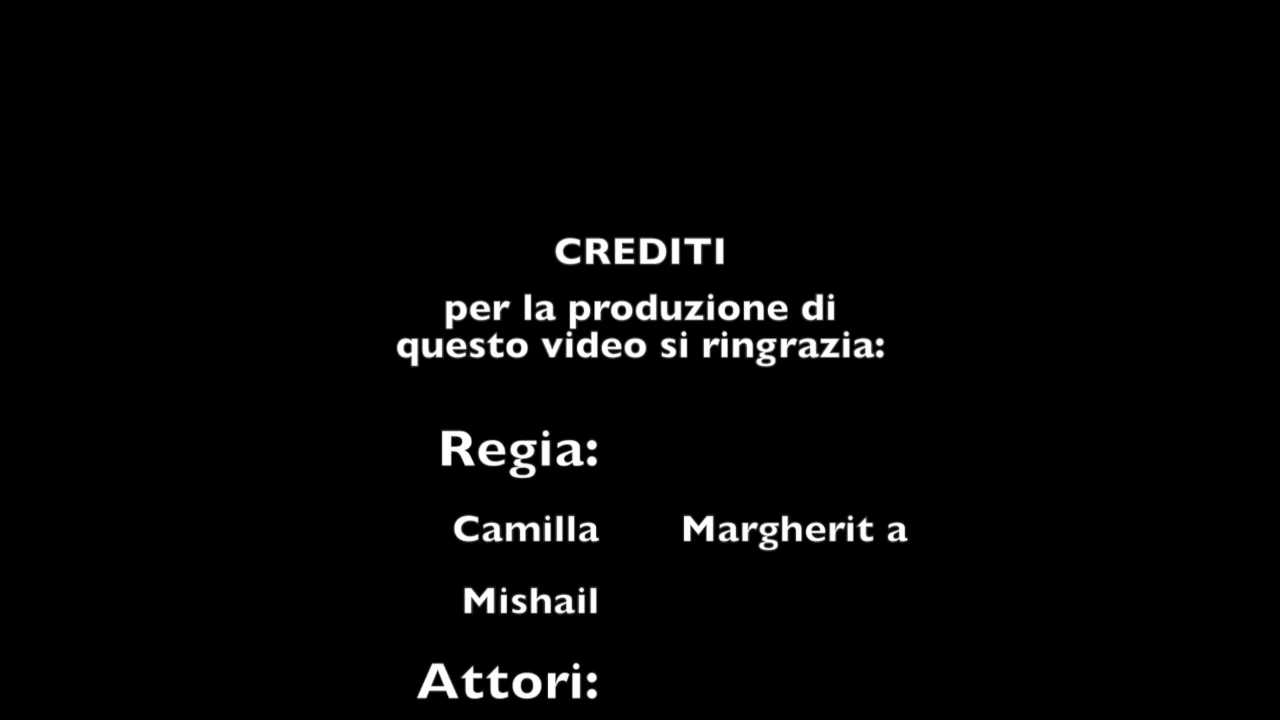 CREDITI
per la produzione di
questo video si ringrazia:
Regia:
Camilla Margherit a
Mishail
Attori: